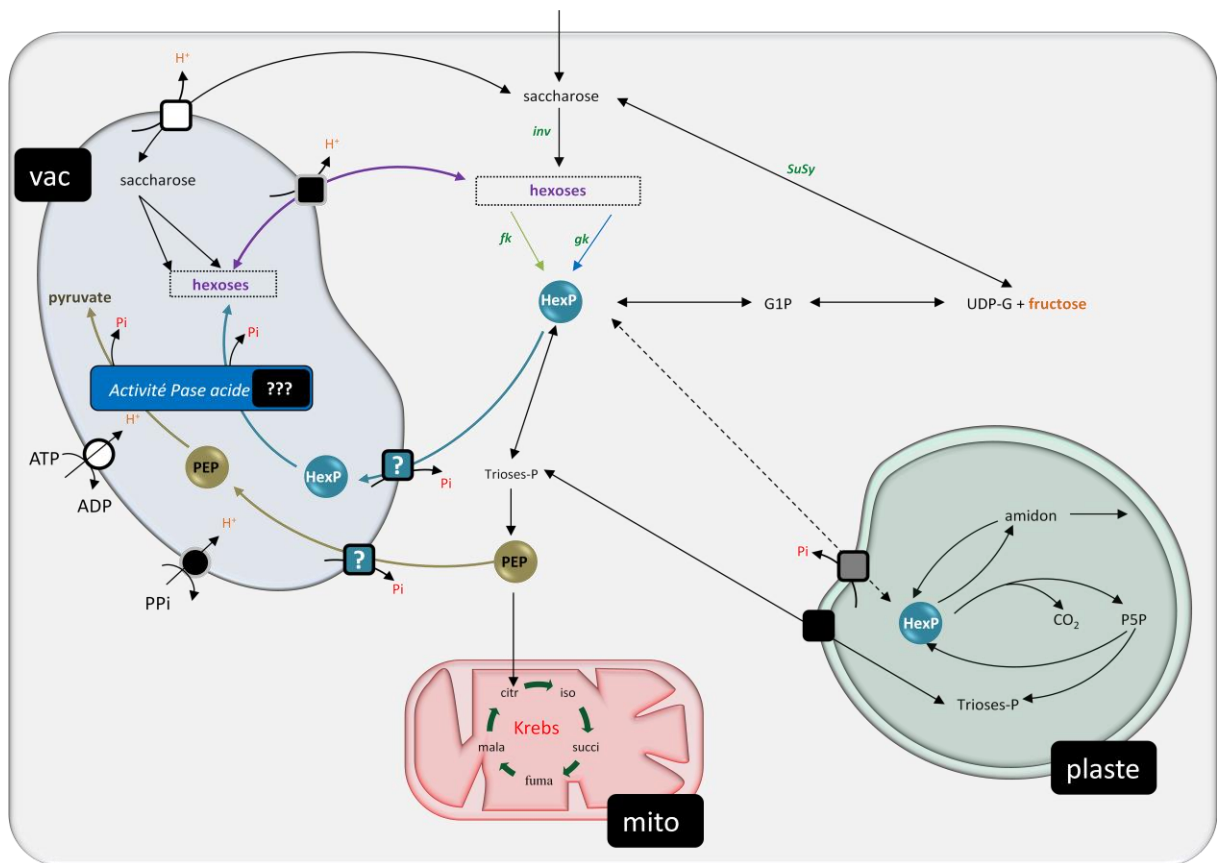 H⁺
saccharose
inv
H⁺
vac
saccharose
hexoses
SuSy
fk
gk
hexoses
pyruvate
HexP
G1P
UDP-G + fructose
Pi
Pi
Activité Pase acide ???
H⁺
ATP
ADP
PEP
HexP
?
Pi
Trioses-P
amidon
H⁺
PPi
?
Pi
PEP
Pi
HexP
CO₂
P5P
Trioses-P
citr
iso
Krebs
mala
succi
fuma
plaste
mito